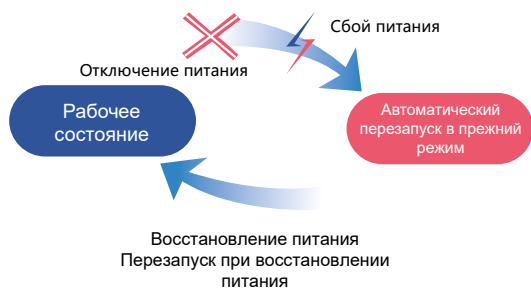 Сбой питания
Отключение питания
Рабочее
состояние
Автоматический
перезапуск в прежний
режим
Восстановление питания
Перезапуск при восстановлении
питания